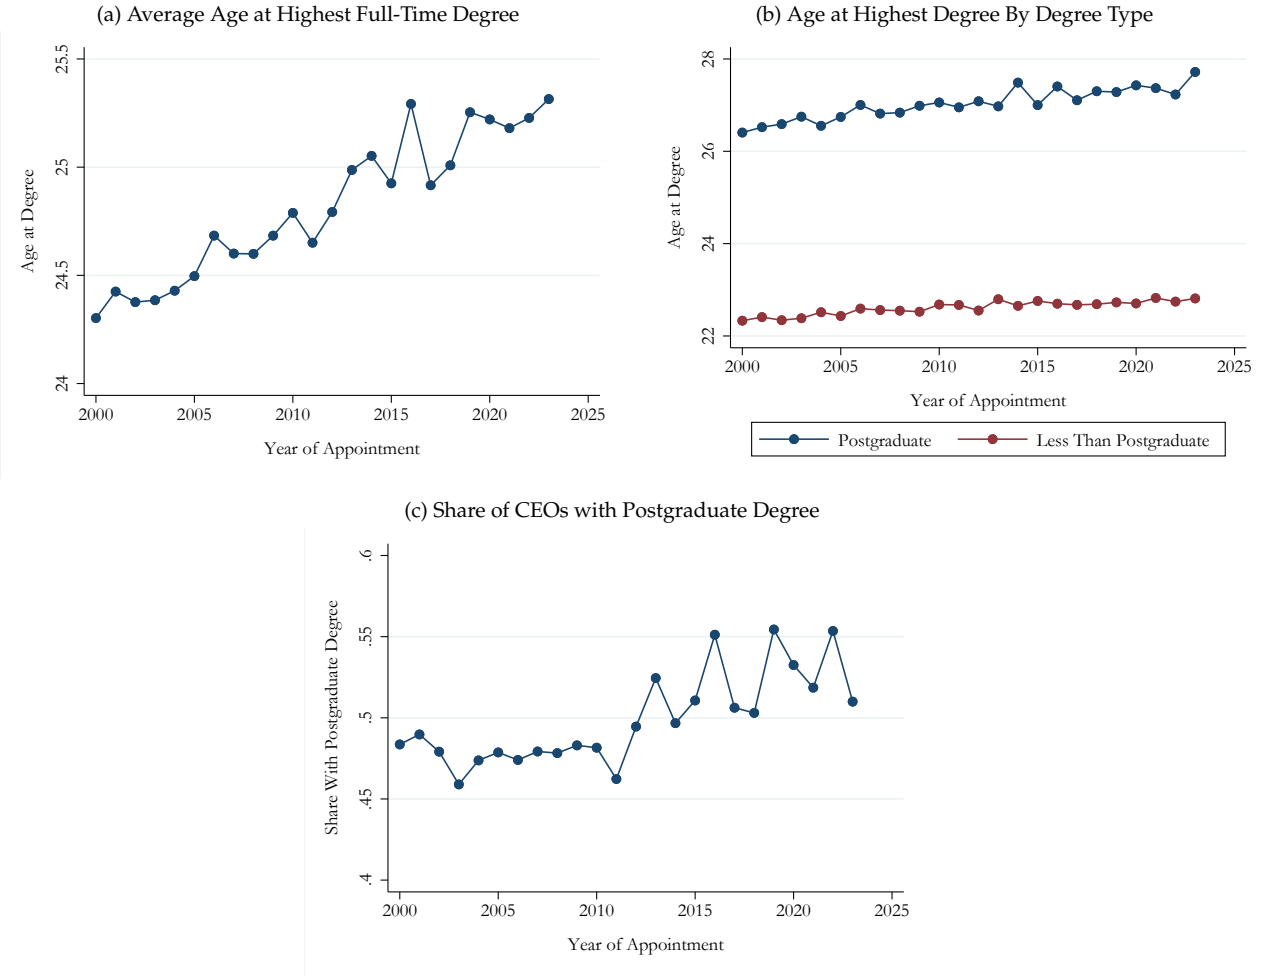 (a) Average Age at Highest Full-Time Degree
25.5
25
24.5
24
Age at Degree
2000 2005 2010 2015 2020 2025
Year of Appointment
(b) Age at Highest Degree By Degree Type
28
26
24
22
Age at Degree
2000 2005 2010 2015 2020 2025
Year of Appointment
Postgraduate Less Than Postgraduate
(c) Share of CEOs with Postgraduate Degree
.6
.55
.5
.45
.4
Share With Postgraduate Degree
2000 2005 2010 2015 2020 2025
Year of Appointment